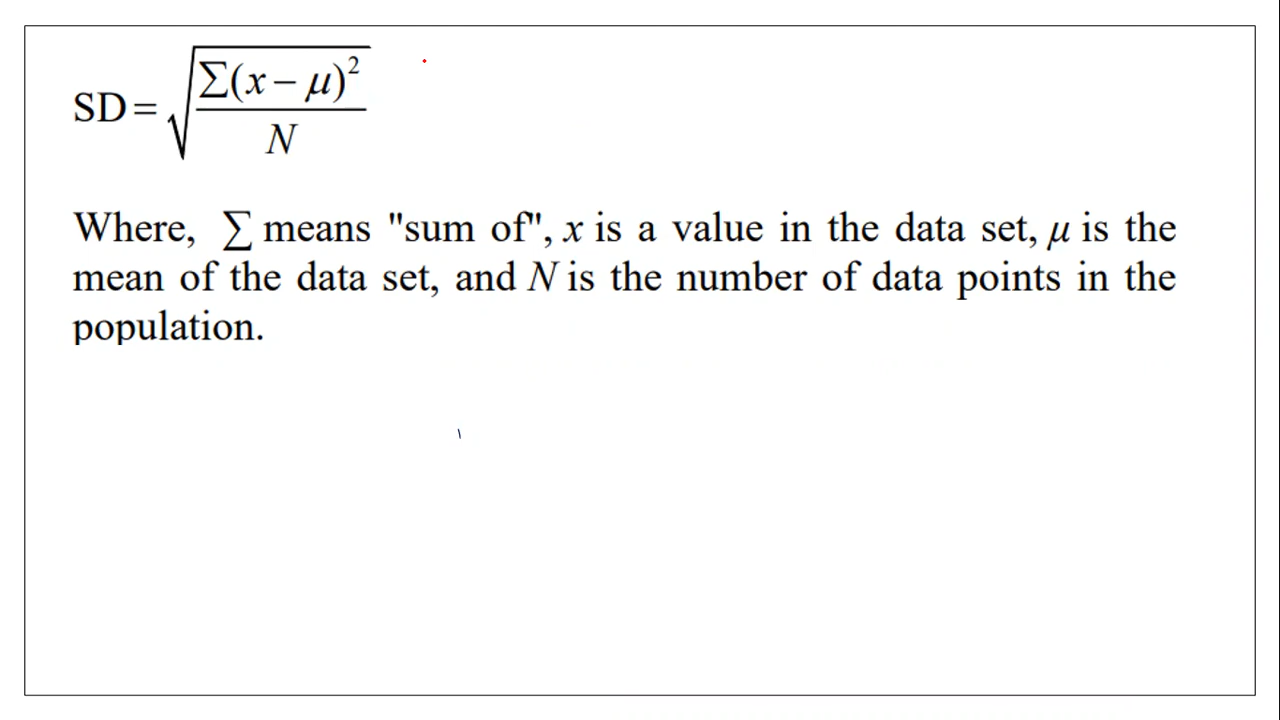 SD = √(∑(x − μ)² / N)
Where, ∑ means "sum of", x is a value in the data set, μ is the
mean of the data set, and N is the number of data points in the
population.